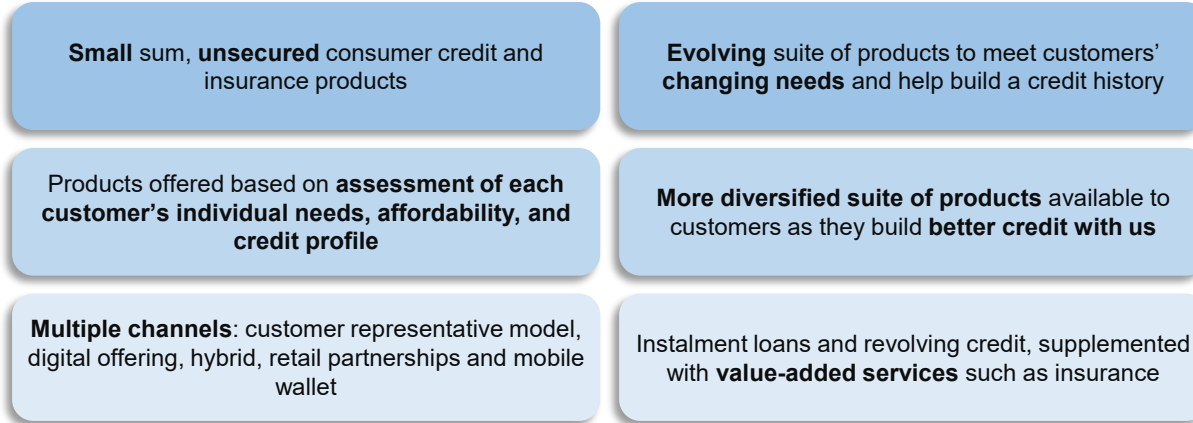 Small sum, unsecured consumer credit and
insurance products
Evolving suite of products to meet customers’
changing needs and help build a credit history
Products offered based on assessment of each
customer’s individual needs, affordability, and
credit profile
More diversified suite of products available to
customers as they build better credit with us
Multiple channels: customer representative model,
digital offering, hybrid, retail partnerships and mobile
wallet
Instalment loans and revolving credit, supplemented
with value-added services such as insurance